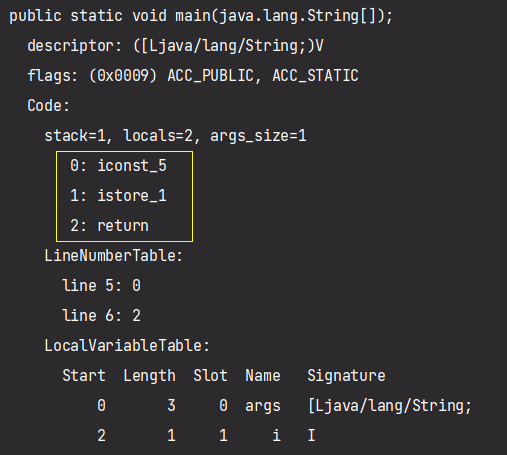 public static void main(java.lang.String[]);
descriptor: ([Ljava/lang/String;)V
flags: (0x0009) ACC_PUBLIC, ACC_STATIC
Code:
stack=1, locals=2, args_size=1
0: iconst_5
1: istore_1
2: return
LineNumberTable:
line 5: 0
line 6: 2
LocalVariableTable:
Start  Length  Slot  Name   Signature
0       3     0  args   [Ljava/lang/String;
2       1     1     i   I